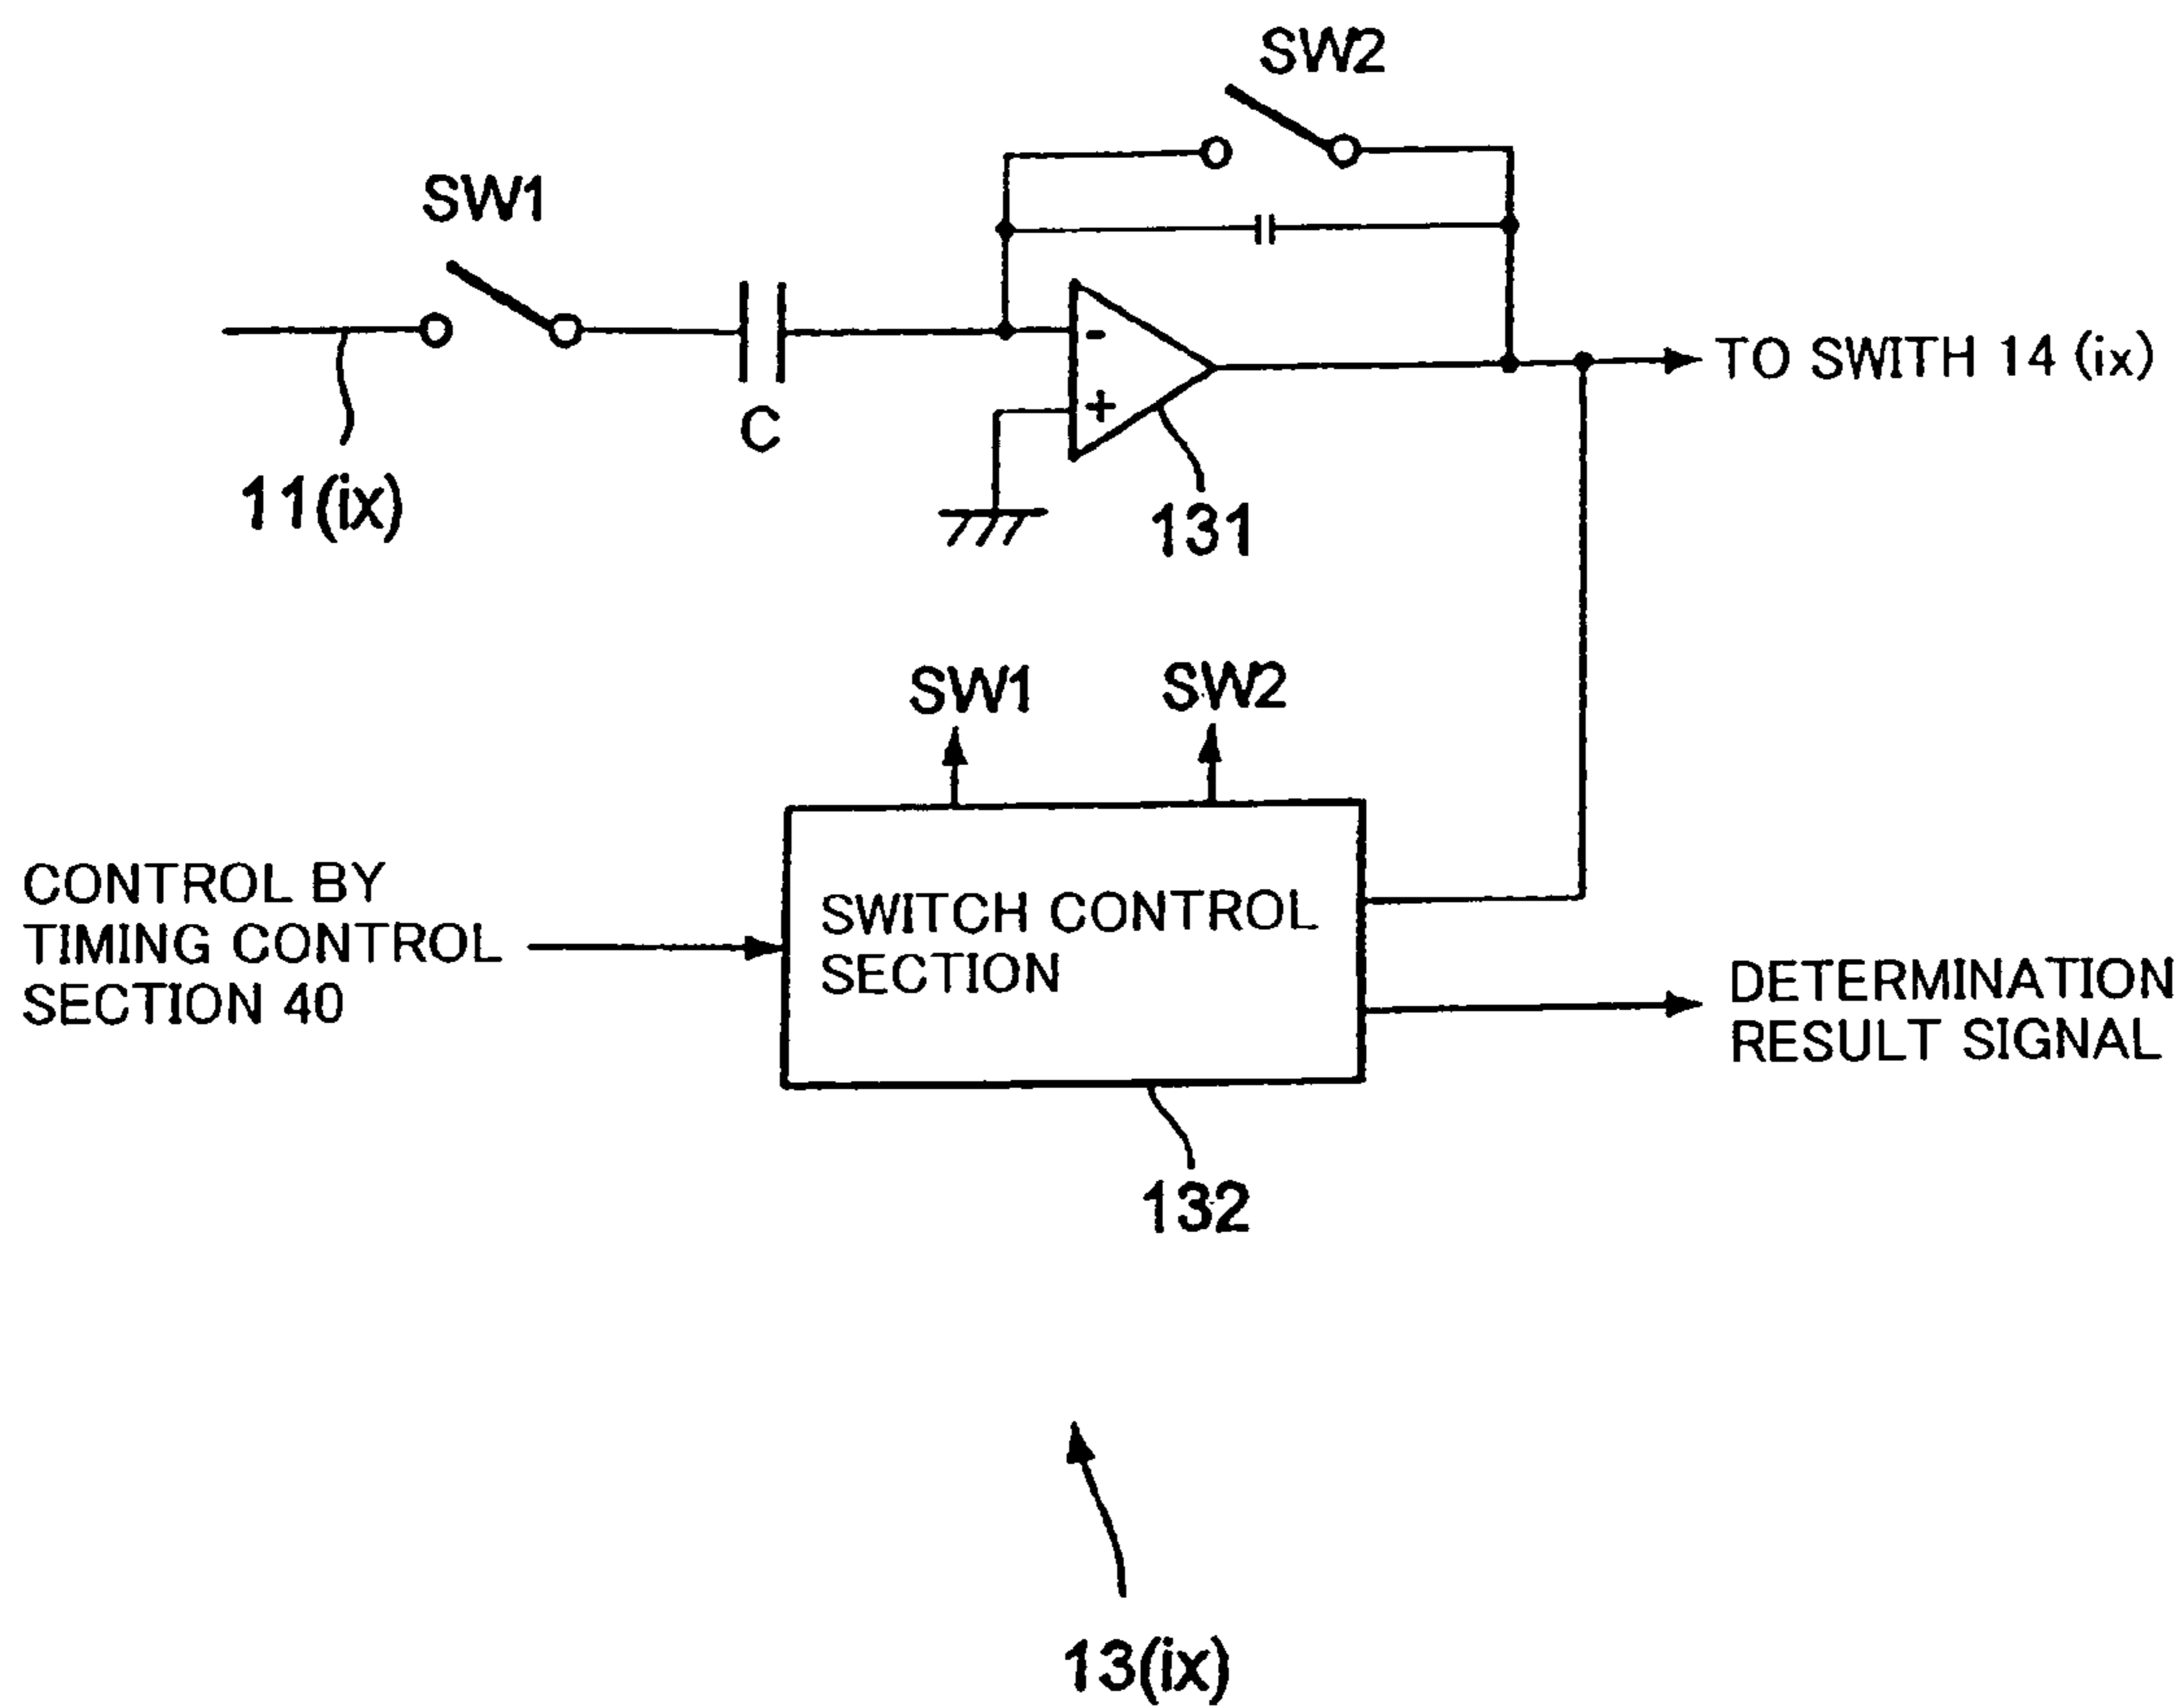 SW2
SW1
-
+
C
TO SWITH 14 (ix)
11(ix)
131
SW1
SW2
CONTROL BY
TIMING CONTROL
SECTION 40
SWITCH CONTROL
SECTION
DETERMINATION
RESULT SIGNAL
132
13(ix)